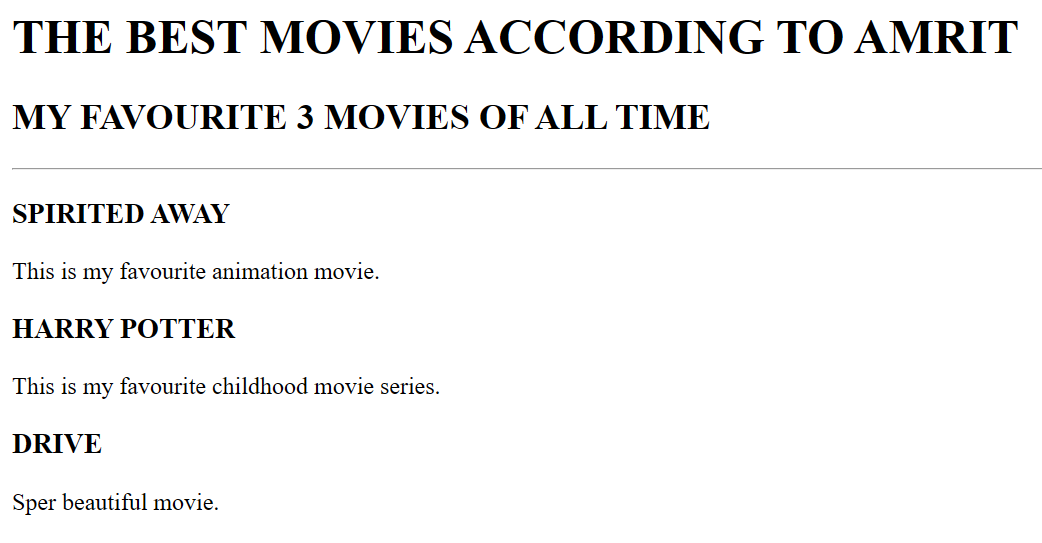 THE BEST MOVIES ACCORDING TO AMRIT
MY FAVOURITE 3 MOVIES OF ALL TIME
SPIRITED AWAY
This is my favourite animation movie.
HARRY POTTER
This is my favourite childhood movie series.
DRIVE
Sper beautiful movie.